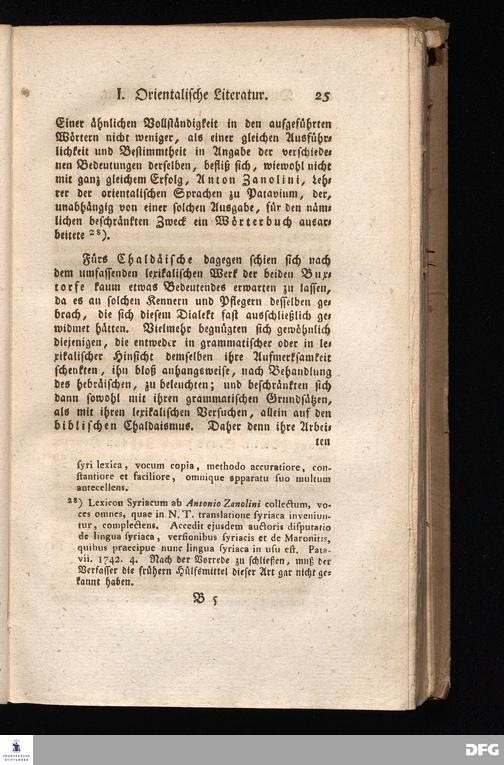 I. Orientalische Literatur. 25
Einer ähnlichen Vollständigkeit in den aufgeführten
Wörtern nicht weniger, als einer gleichen Ausführ-
lichkeit und Bestimmtheit in Angabe der verschiede-
nen Bedeutungen derselben, befliß sich, wiewohl nicht
mit ganz gleichem Erfolg, Anton Zanolini, Leh-
rer der orientalischen Sprachen zu Patavium, der,
unabhängig von einer solchen Ausgabe, für den näm-
lichen beschränkten Zweck ein Wörterbuch ausar-
beitete 28).
Fürs Chaldäische dagegen schien sich nach
dem umfassenden lexikalischen Werk der beiden Bux-
torfe kaum etwas Bedeutendes erwarten zu lassen,
da es an solchen Kennern und Pflegern desselben ge-
brach, die sich diesem Dialekt fast ausschließlich ge-
widmet hätten. Vielmehr begnügten sich gewöhnlich
diejenigen, die entweder in grammatischer oder in le-
xikalischer Hinsicht demselben ihre Aufmerksamkeit
schenkten, ihn bloß anhangsweise, nach Behandlung
des hebräischen, zu beleuchten; und beschränkten sich
dann sowohl mit ihren grammatischen Grundsätzen,
als mit ihren lexikalischen Versuchen, allein auf den
biblischen Chaldaismus. Daher denn ihre Arbei-
ten
syri lexica, vocum copia, methodo accuratiore, con-
stantiore et faciliore, omnique apparatu suo multum
antecellens.
28) Lexicon Syriacum ab Antonio Zanolini collectum, vo-
ces omnes, quae in N. T. translatione syriaca inveniun-
tur, complectens. Accedit ejusdem auctoris disputatio
de lingua syriaca, versionibus syriacis et de Maronitis,
quibus praecipue nunc lingua syriaca in usu est. Pata-
vii. 1742. 4. Nach der Vorrede zu schließen, muß der
Verfasser die frühern Hülfsmittel dieser Art gar nicht ge-
kannt haben.
B 5
FRANCKESCHE
STIFTUNGEN
DFG